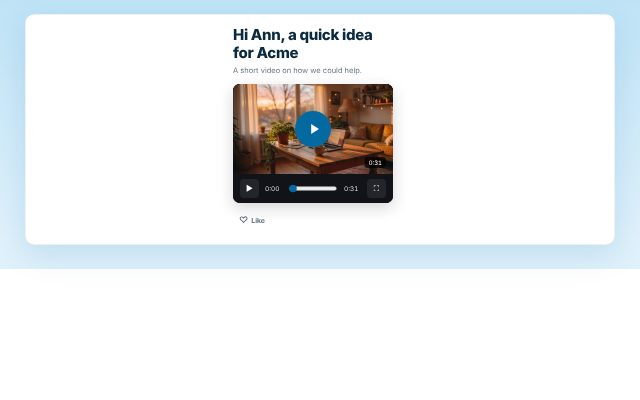 Hi Ann, a quick idea
for Acme
A short video on how we could help.
0:31
0:00
0:31
Like